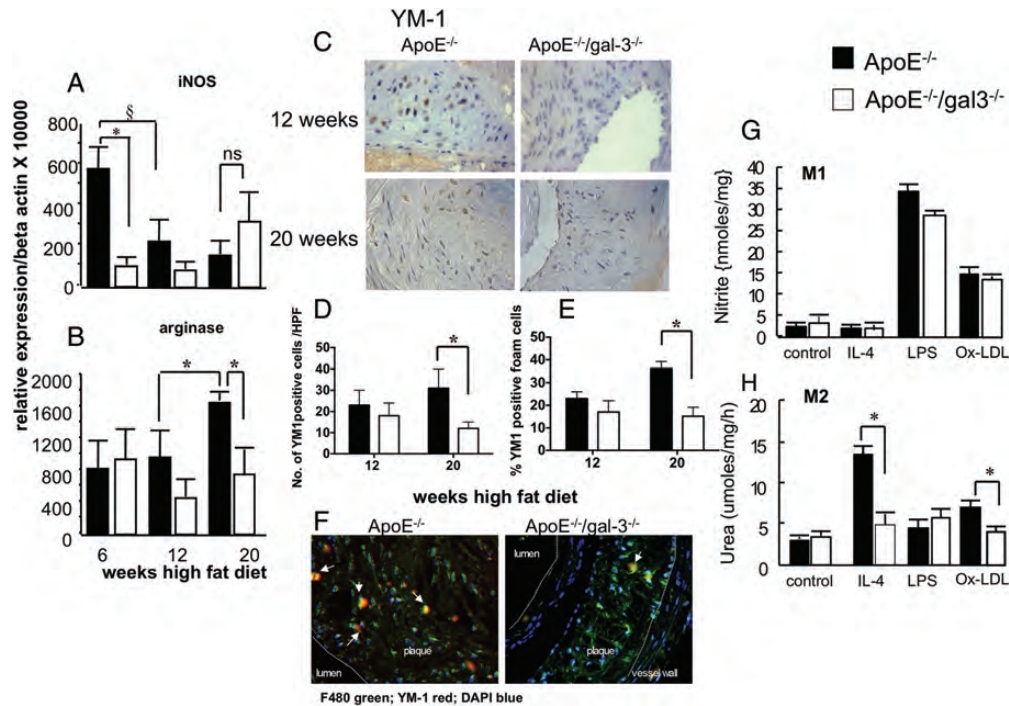 YM-1
C
ApoE-/-
ApoE-/-/gal-3-/-
12 weeks
20 weeks
ApoE-/-
ApoE-/-/gal3-/-
A
iNOS
relative expression/beta actin X 10000
800
600
400
200
0
§
*
ns
B
arginase
2000
1600
1200
800
400
0
*
*
6
12
20
weeks high fat diet
D
No. of YM1positive cells /HPF
50
40
30
20
10
0
*
12
20
E
% YM1 positive foam cells
50
40
30
20
10
0
*
12
20
weeks high fat diet
F
ApoE-/-
ApoE-/-/gal-3-/-
lumen
plaque
lumen
plaque
vessel wall
F480 green; YM-1 red; DAPI blue
G
M1
Nitrite {nmoles/mg}
40
35
30
25
20
15
10
5
0
control
IL-4
LPS
Ox-LDL
H
M2
Urea (umoles/mg/h)
20
15
10
5
0
*
*
control
IL-4
LPS
Ox-LDL